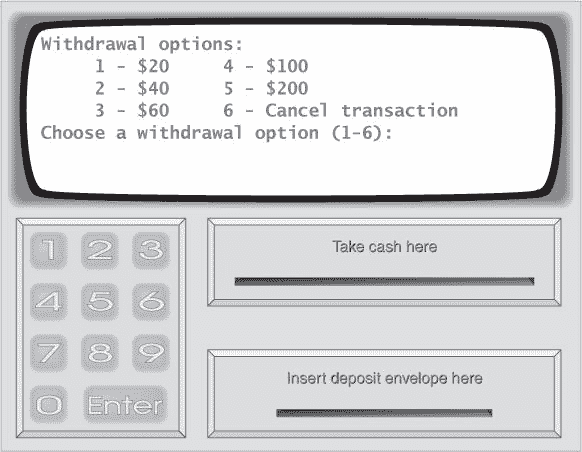 Withdrawal options:
1 - $20 4 - $100
2 - $40 5 - $200
3 - $60 6 - Cancel transaction
Choose a withdrawal option (1-6):
1 2 3
4 5 6
7 8 9
0 Enter
Take cash here
Insert deposit envelope here